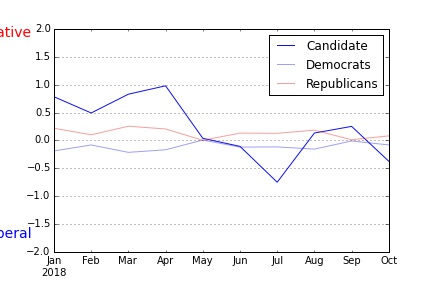 ative
2.0
1.5
1.0
0.5
0.0
−0.5
−1.0
−1.5
−2.0
beral
Candidate
Democrats
Republicans
Jan Feb Mar Apr May Jun Jul Aug Sep Oct
2018